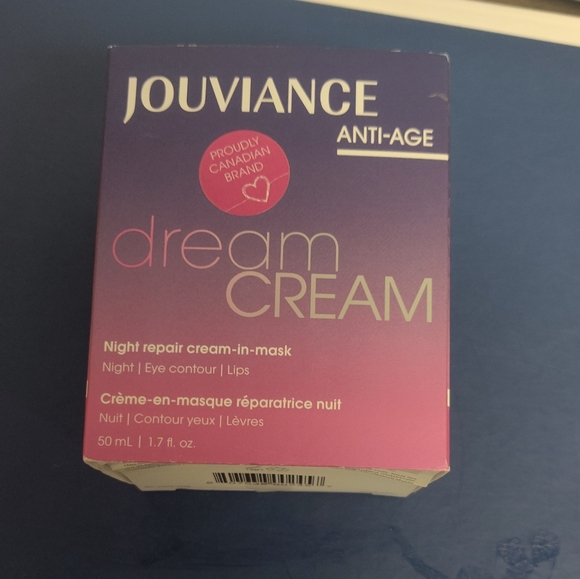 JOUVIANCE
ANTI-AGE
PROUDLY
CANADIAN
BRAND
dream
CREAM
Night repair cream-in-mask
Night | Eye contour | Lips
Crème-en-masque réparatrice nuit
Nuit | Contour yeux | Lèvres
50 mL | 1.7 fl. oz.